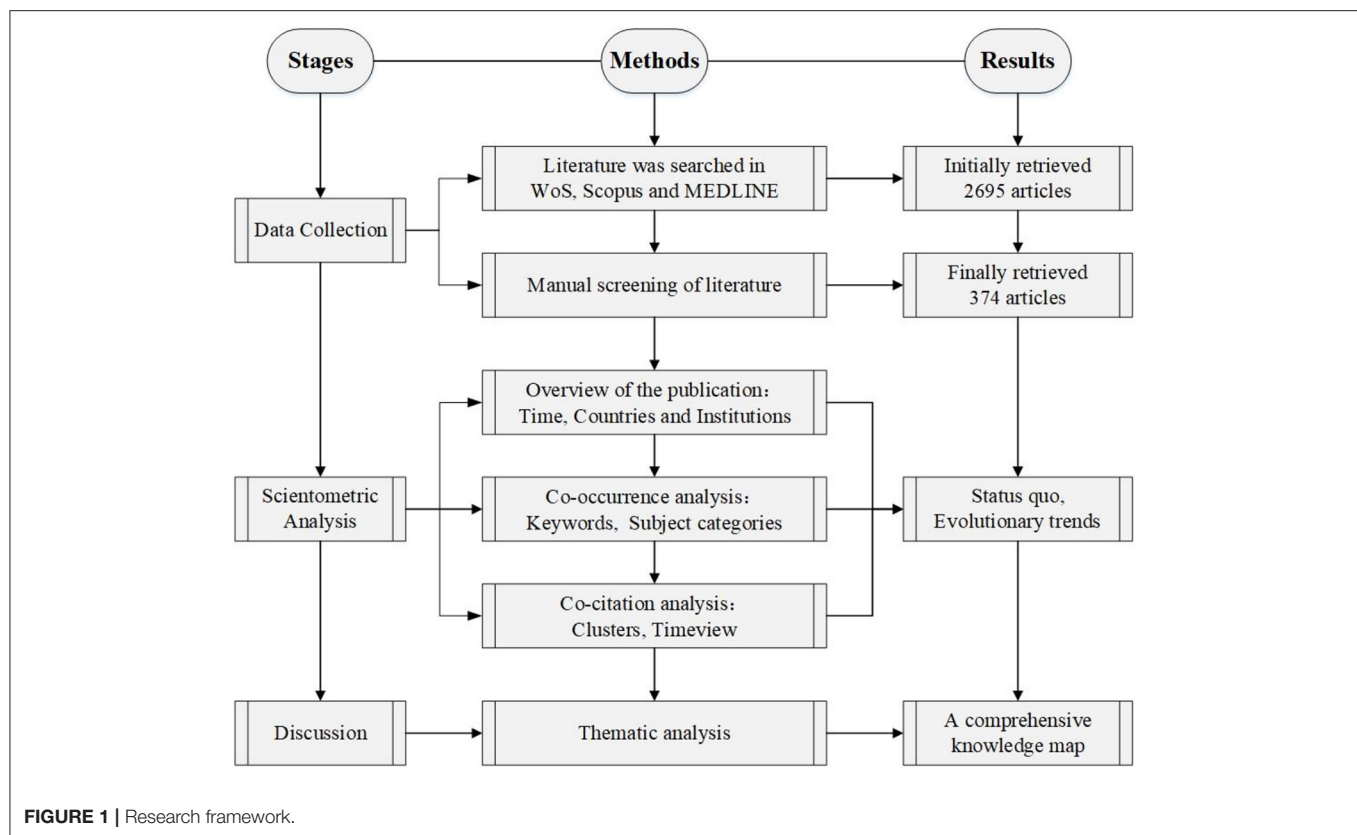 Stages
Methods
Results
Literature was searched in
WoS, Scopus and MEDLINE
Initially retrieved
2695 articles
Data Collection
Manual screening of literature
Finally retrieved
374 articles
Overview of the publication：
Time, Countries and Institutions
Scientometric
Analysis
Co-occurrence analysis：
Keywords, Subject categories
Status quo,
Evolutionary trends
Co-citation analysis：
Clusters, Timeview
Discussion
Thematic analysis
A comprehensive
knowledge map
FIGURE 1 | Research framework.